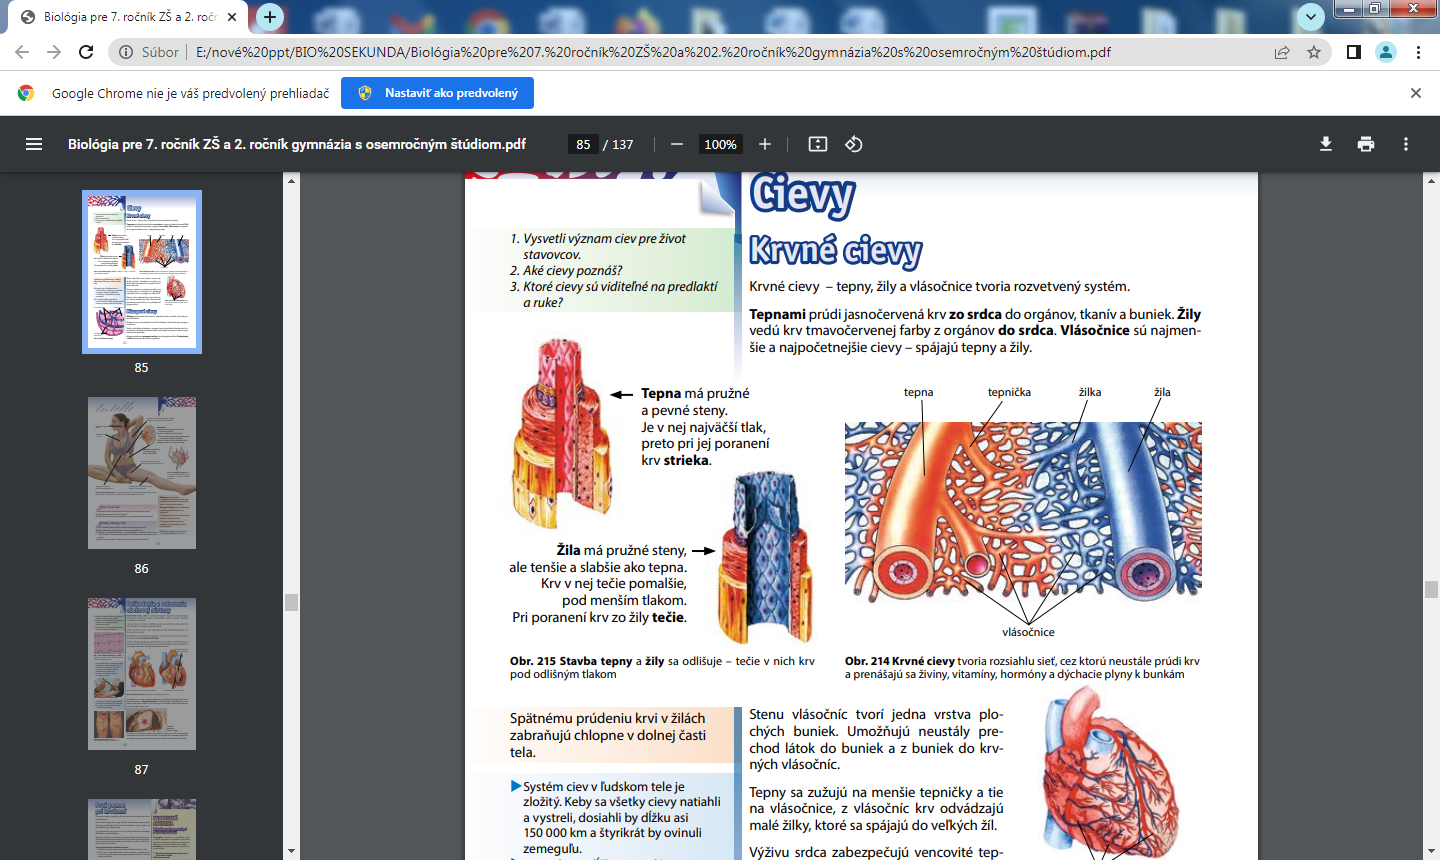 Biológia pre 7. ročník ZŠ a 2. ročn
Súbor
E:/nové%20ppt/BIO%20SEKUNDA/Biológia%20pre%207.%20ročník%20ZŠ%20a%202.%20ročník%20gymnázia%20s%20osemročným%20štúdiom.pdf
Google Chrome nie je váš predvolený prehliadač
Nastaviť ako predvolený
Biológia pre 7. ročník ZŠ a 2. ročník gymnázia s osemročným štúdiom.pdf
85 / 137
100%
85
86
87
Cievy
1. Vysvetli význam ciev pre život
stavovcov.
2. Aké cievy poznáš?
3. Ktoré cievy sú viditeľné na predlaktí
a ruke?
Krvné cievy
Krvné cievy – tepny, žily a vlásočnice tvoria rozvetvený systém.
Tepnami prúdi jasnočervená krv zo srdca do orgánov, tkanív a buniek. Žily
vedú krv tmavočervenej farby z orgánov do srdca. Vlásočnice sú najmen-
šie a najpočetnejšie cievy – spájajú tepny a žily.
Tepna má pružné
a pevné steny.
Je v nej najväčší tlak,
preto pri jej poranení
krv strieka.
Žila má pružné steny,
ale tenšie a slabšie ako tepna.
Krv v nej tečie pomalšie,
pod menším tlakom.
Pri poranení krv zo žily tečie.
tepna
tepnička
žilka
žila
vlásočnice
Obr. 215 Stavba tepny a žily sa odlišuje – tečie v nich krv
pod odlišným tlakom
Obr. 214 Krvné cievy tvoria rozsiahlu sieť, cez ktorú neustále prúdi krv
a prenášajú sa živiny, vitamíny, hormóny a dýchacie plyny k bunkám
Spätnému prúdeniu krvi v žilách
zabraňujú chlopne v dolnej časti
tela.
Systém ciev v ľudskom tele je
zložitý. Keby sa všetky cievy natiahli
a vystreli, dosiahli by dĺžku asi
150 000 km a štyrikrát by ovinuli
zemeguľu.
Stenu vlásočníc tvorí jedna vrstva plo-
chých buniek. Umožňujú neustály pre-
chod látok do buniek a z buniek do krv-
ných vlásočníc.
Tepny sa zužujú na menšie tepničky a tie
na vlásočnice, z vlásočníc krv odvádzajú
malé žilky, ktoré sa spájajú do veľkých žíl.
Výživu srdca zabezpečujú vencovité tep-